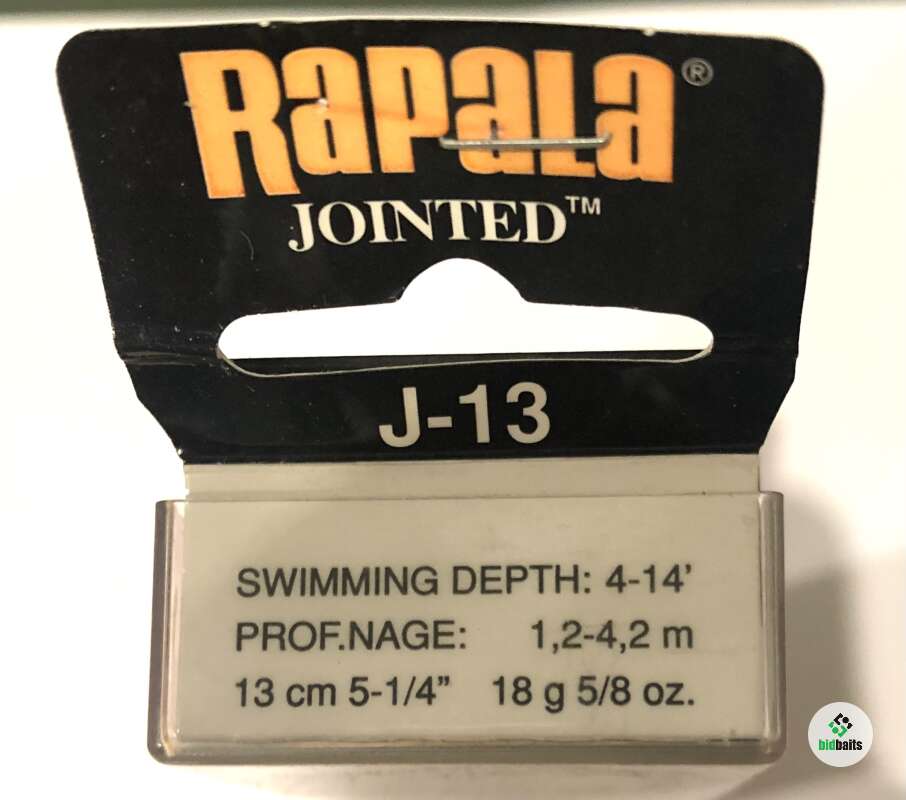 RAPALA®
JOINTED™
J-13
SWIMMING DEPTH: 4-14'
PROF.NAGE: 1,2-4,2 m
13 cm 5-1/4" 18 g 5/8 oz.
bidbaits